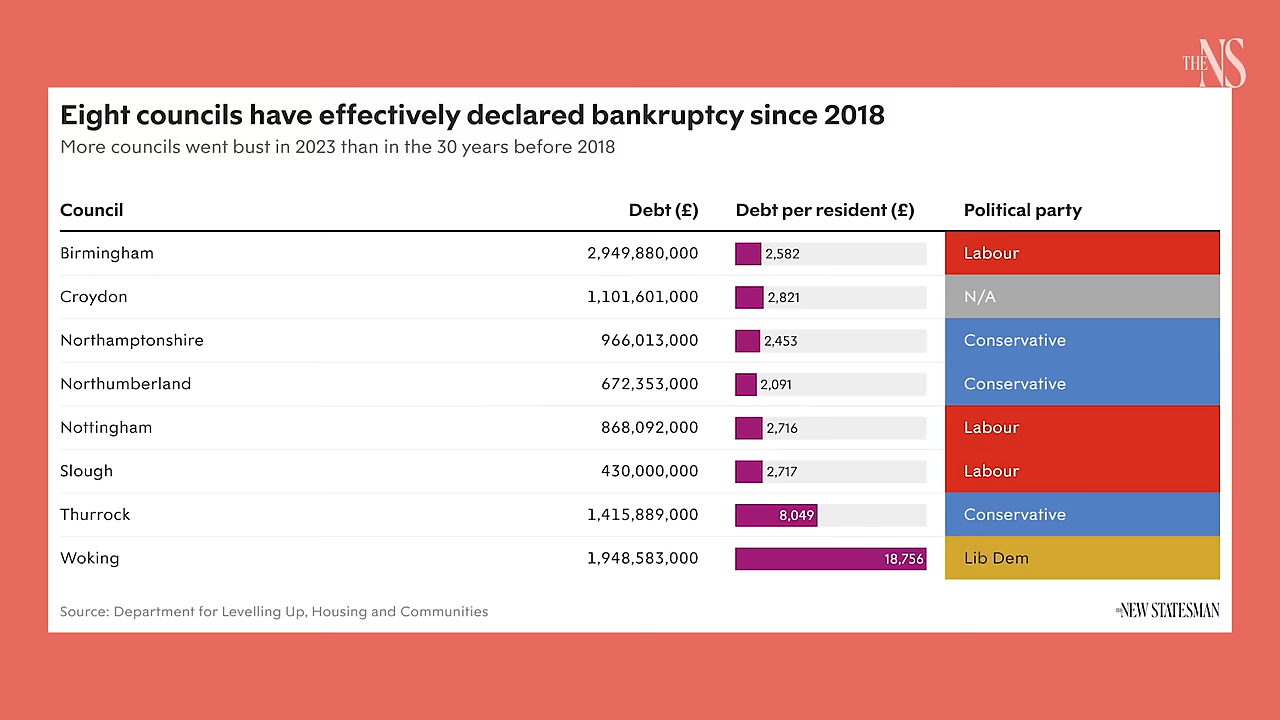 THE NS
Eight councils have effectively declared bankruptcy since 2018
More councils went bust in 2023 than in the 30 years before 2018
Council Debt (£) Debt per resident (£) Political party
Birmingham 2,949,880,000 2,582 Labour
Croydon 1,101,601,000 2,821 N/A
Northamptonshire 966,013,000 2,453 Conservative
Northumberland 672,353,000 2,091 Conservative
Nottingham 868,092,000 2,716 Labour
Slough 430,000,000 2,717 Labour
Thurrock 1,415,889,000 8,049 Conservative
Woking 1,948,583,000 18,756 Lib Dem
Source: Department for Levelling Up, Housing and Communities
THE NEW STATESMAN